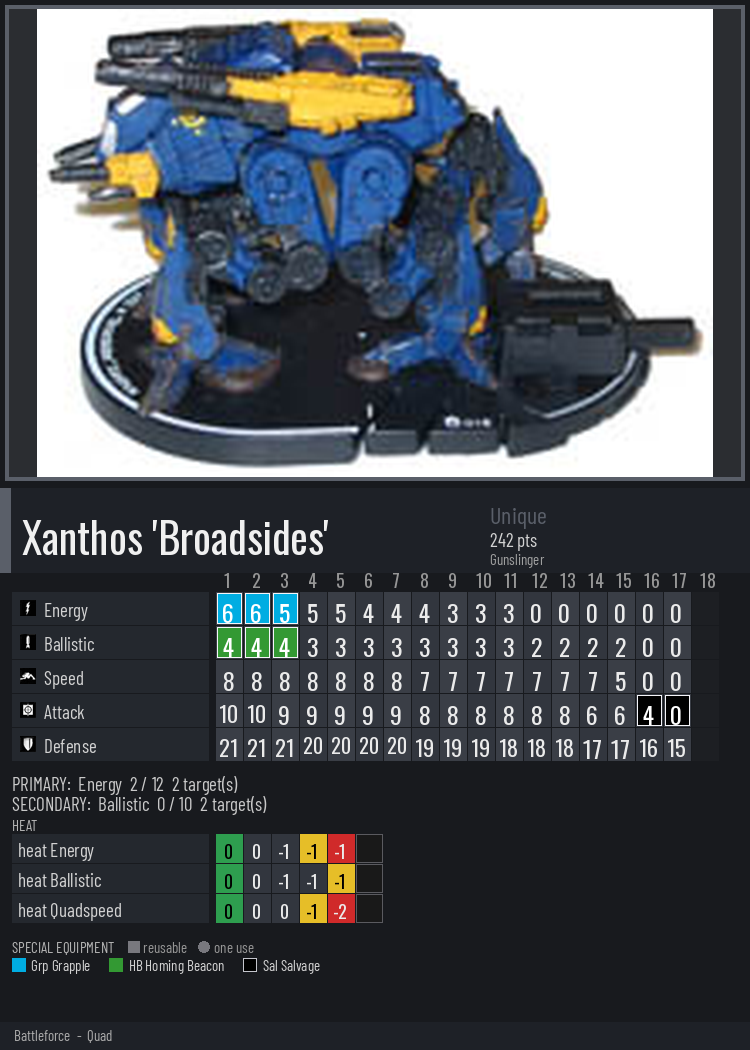 Xanthos 'Broadsides'
Unique
242 pts
Gunslinger
1 2 3 4 5 6 7 8 9 10 11 12 13 14 15 16 17 18
Energy 6 6 5 5 5 4 4 4 3 3 3 0 0 0 0 0 0
Ballistic 4 4 4 3 3 3 3 3 3 3 3 2 2 2 2 0 0
Speed 8 8 8 8 8 8 8 7 7 7 7 7 7 7 5 0 0
Attack 10 10 9 9 9 9 9 8 8 8 8 8 8 6 6 4 0
Defense 21 21 21 20 20 20 20 19 19 19 18 18 18 17 17 16 15
PRIMARY: Energy 2 / 12 2 target(s)
SECONDARY: Ballistic 0 / 10 2 target(s)
HEAT
heat Energy 0 0 -1 -1 -1
heat Ballistic 0 0 -1 -1 -1
heat Quadspeed 0 0 0 -1 -2
SPECIAL EQUIPMENT reusable one use
Grp Grapple HB Homing Beacon Sal Salvage
Battleforce - Quad